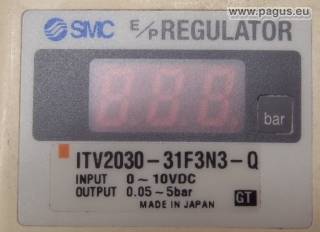 www.pagus.eu
SMC E/P REGULATOR
888
bar
ITV2030-31F3N3-Q
INPUT 0~10VDC
OUTPUT 0.05~5bar
MADE IN JAPAN GT